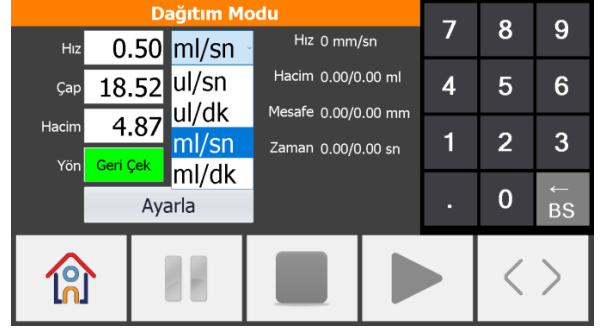 Dağıtım Modu
Hız 0.50 ml/sn
Çap 18.52
Hacim 4.87
Yön Geri Çek
ul/sn
ul/dk
ml/sn
ml/dk
Ayarla
Hız 0 mm/sn
Hacim 0.00/0.00 ml
Mesafe 0.00/0.00 mm
Zaman 0.00/0.00 sn
7 8 9
4 5 6
1 2 3
. 0 ← BS